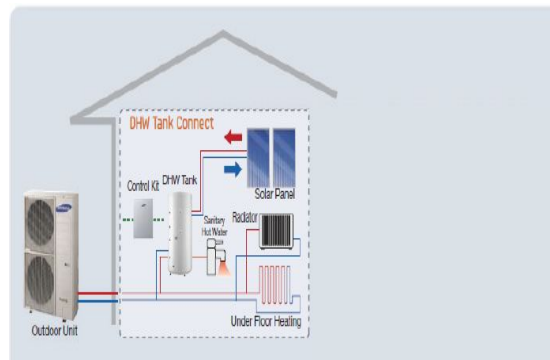 DHW Tank Connect
Control Kit
DHW Tank
Solar Panel
Sanitary
Hot Water
Radiator
Outdoor Unit
Under Floor Heating